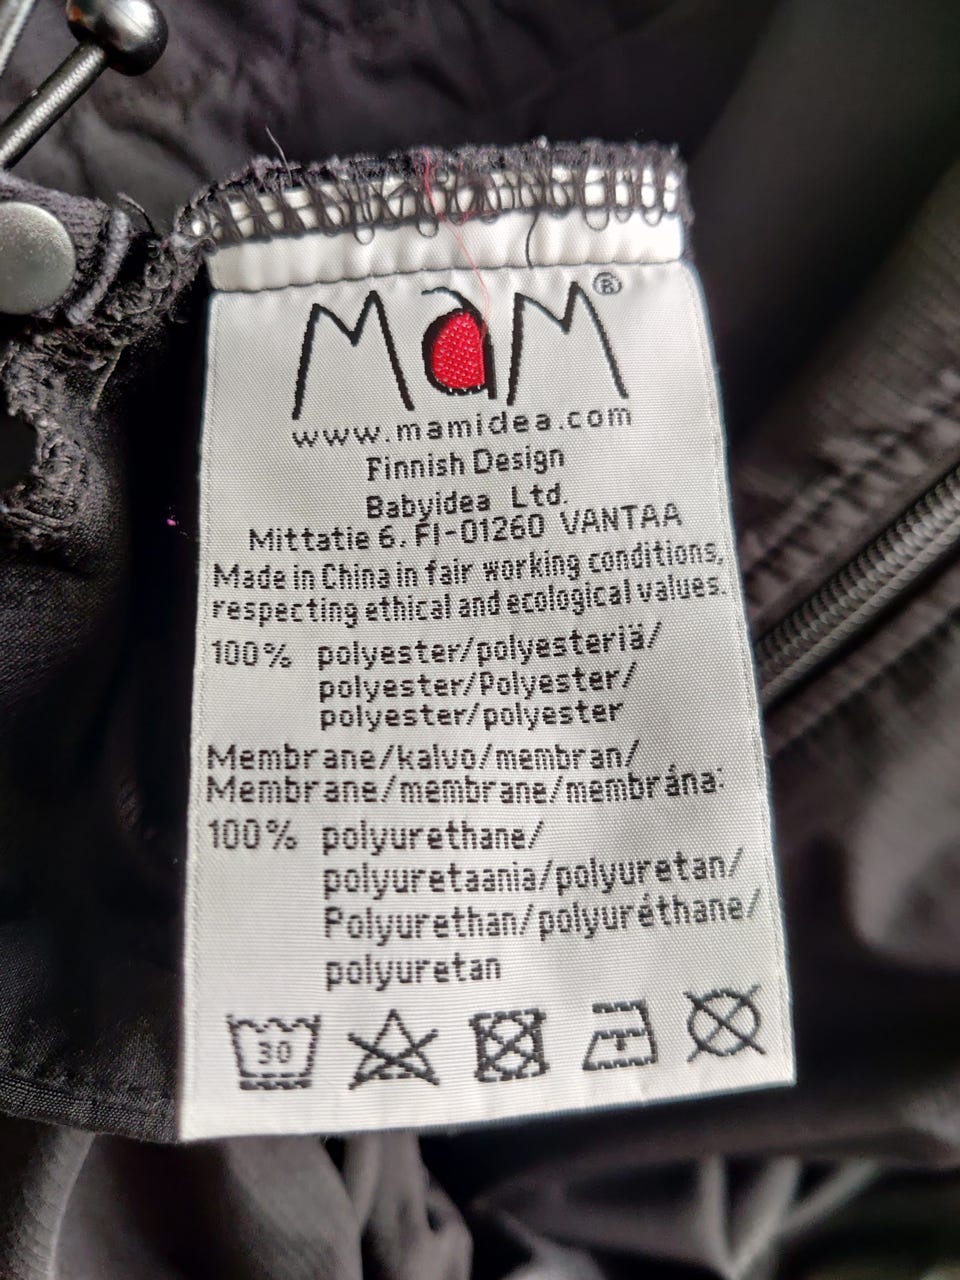 MaM®
www.mamidea.com
Finnish Design
Babyidea Ltd.
Mittatie 6, FI-01260 VANTAA
Made in China in fair working conditions,
respecting ethical and ecological values.
100% polyester/polyesteriä/
polyester/Polyester/
polyester/polyester
Membrane/kalvo/membran/
Membrane/membrane/membrána:
100% polyurethane/
polyuretaania/polyuretan/
Polyurethan/polyuréthane/
polyuretan
30